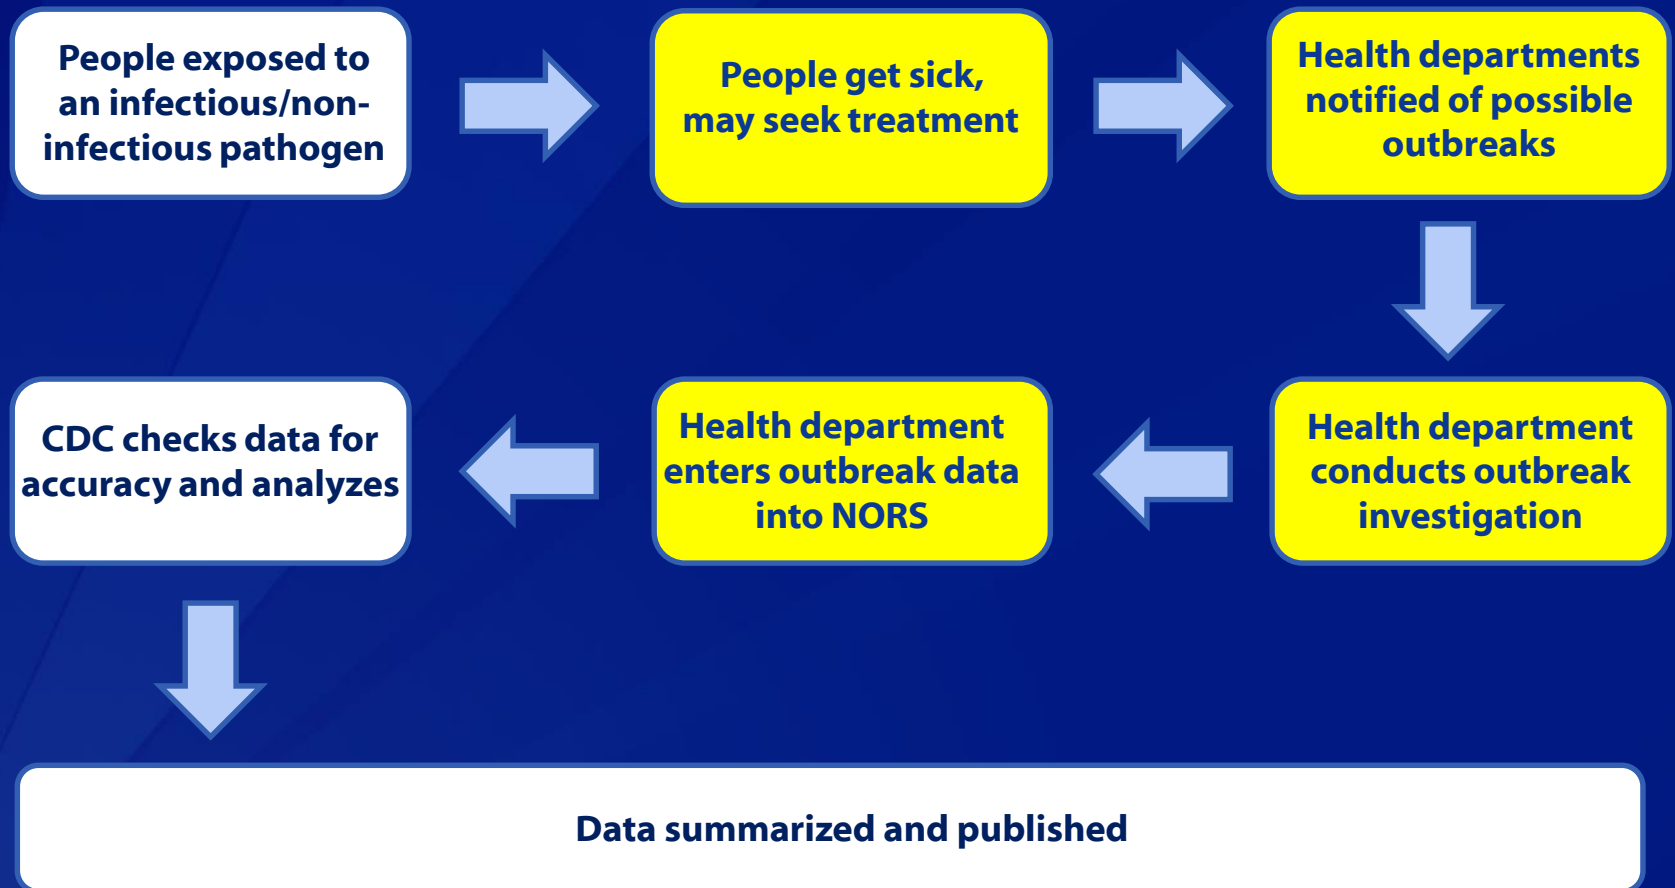 People exposed to
an infectious/non-
infectious pathogen
People get sick,
may seek treatment
Health departments
notified of possible
outbreaks
Health department
conducts outbreak
investigation
Health department
enters outbreak data
into NORS
CDC checks data for
accuracy and analyzes
Data summarized and published